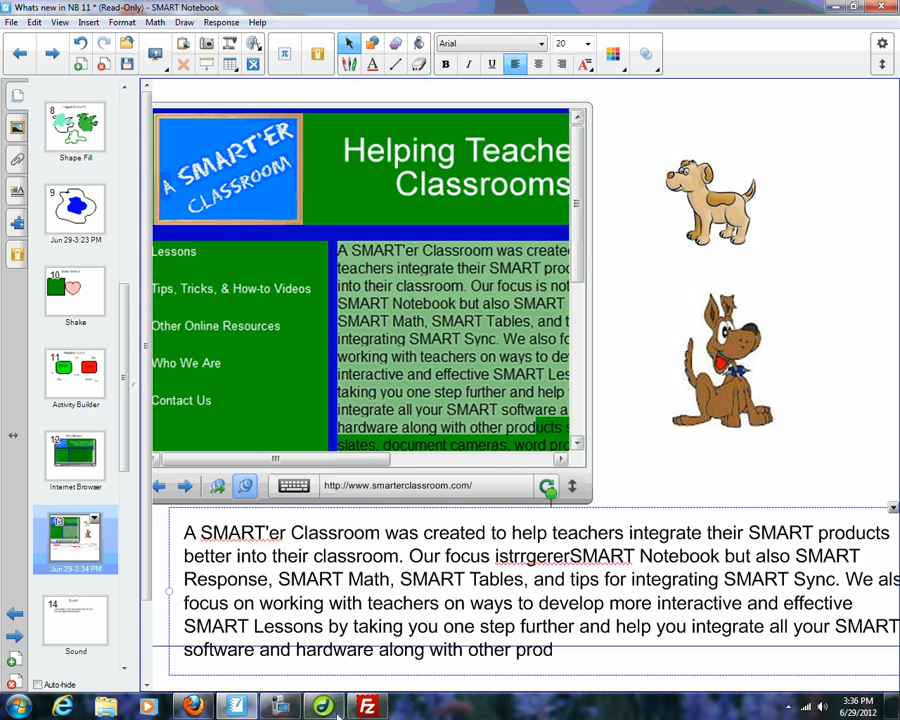 Whats new in NB 11 * (Read-Only) - SMART Notebook
File Edit View Insert Format Math Draw Response Help
Arial 20
B I U A
8
Shape Fill
9
Jun 29-3:23 PM
10
Shake
11
Activity Builder
12
Internet Browser
13
Jun 29-3:34 PM
14
Sound
Auto-hide
A SMART'ER
CLASSROOM
Helping Teache
Classrooms
Lessons
Tips, Tricks, & How-to Videos
Other Online Resources
Who We Are
Contact Us
A SMART'er Classroom was create
teachers integrate their SMART proc
into their classroom. Our focus is not
SMART Notebook but also SMART
SMART Math, SMART Tables, and t
integrating SMART Sync. We also fo
working with teachers on ways to dev
interactive and effective SMART Les
taking you one step further and help
integrate all your SMART software a
hardware along with other products s
slates, document cameras, word pro
http://www.smarterclassroom.com/
A SMART'er Classroom was created to help teachers integrate their SMART products
better into their classroom. Our focus istrrgererSMART Notebook but also SMART
Response, SMART Math, SMART Tables, and tips for integrating SMART Sync. We als
focus on working with teachers on ways to develop more interactive and effective
SMART Lessons by taking you one step further and help you integrate all your SMART
software and hardware along with other prod
3:36 PM
6/29/2012